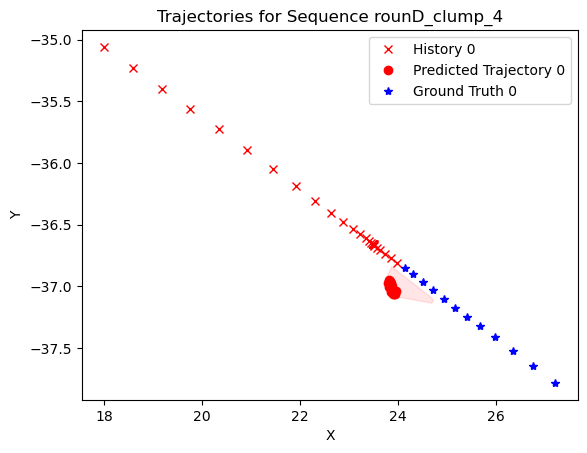 Trajectories for Sequence rounD_clump_4
History 0
Predicted Trajectory 0
Ground Truth 0
Y
−35.0
−35.5
−36.0
−36.5
−37.0
−37.5
18
20
22
24
26
X